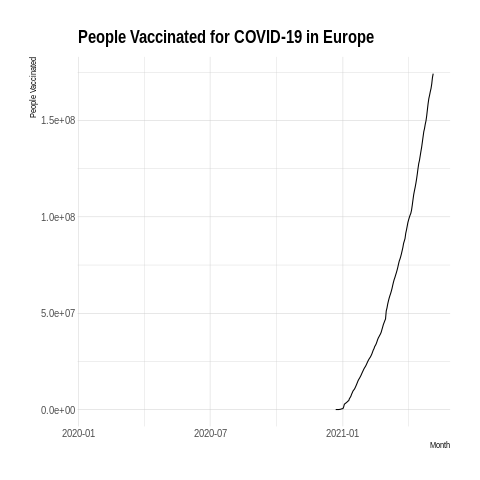 People Vaccinated for COVID-19 in Europe
People Vaccinated
1.5e+08
1.0e+08
5.0e+07
0.0e+00
2020-01 2020-07 2021-01
Month